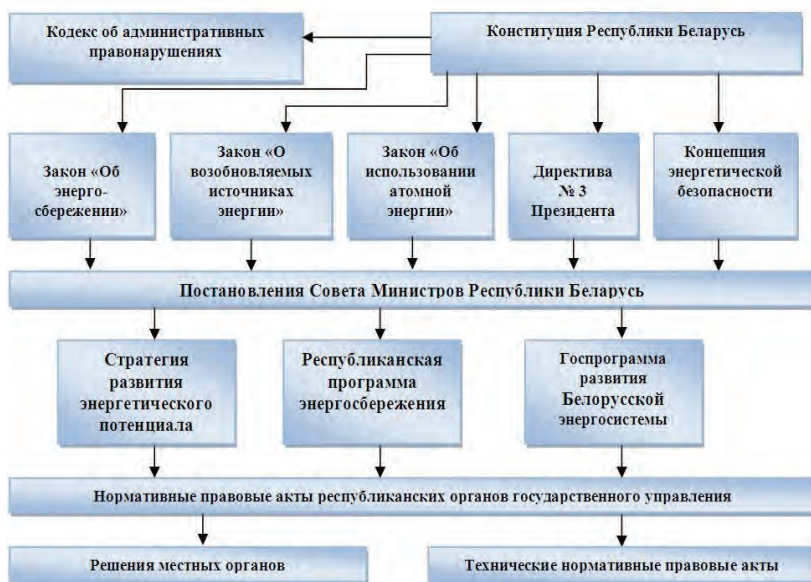 Кодекс об административных
правонарушениях
Конституция Республики Беларусь
Закон «Об
энерго-
сбережении»
Закон «О
возобновляемых
источниках
энергии»
Закон «Об
использовании
атомной
энергии»
Директива
№ 3
Президента
Концепция
энергетической
безопасности
Постановления Совета Министров Республики Беларусь
Стратегия
развития
энергетического
потенциала
Республиканская
программа
энергосбережения
Госпрограмма
развития
Белорусской
энергосистемы
Нормативные правовые акты республиканских органов государственного управления
Решения местных органов
Технические нормативные правовые акты